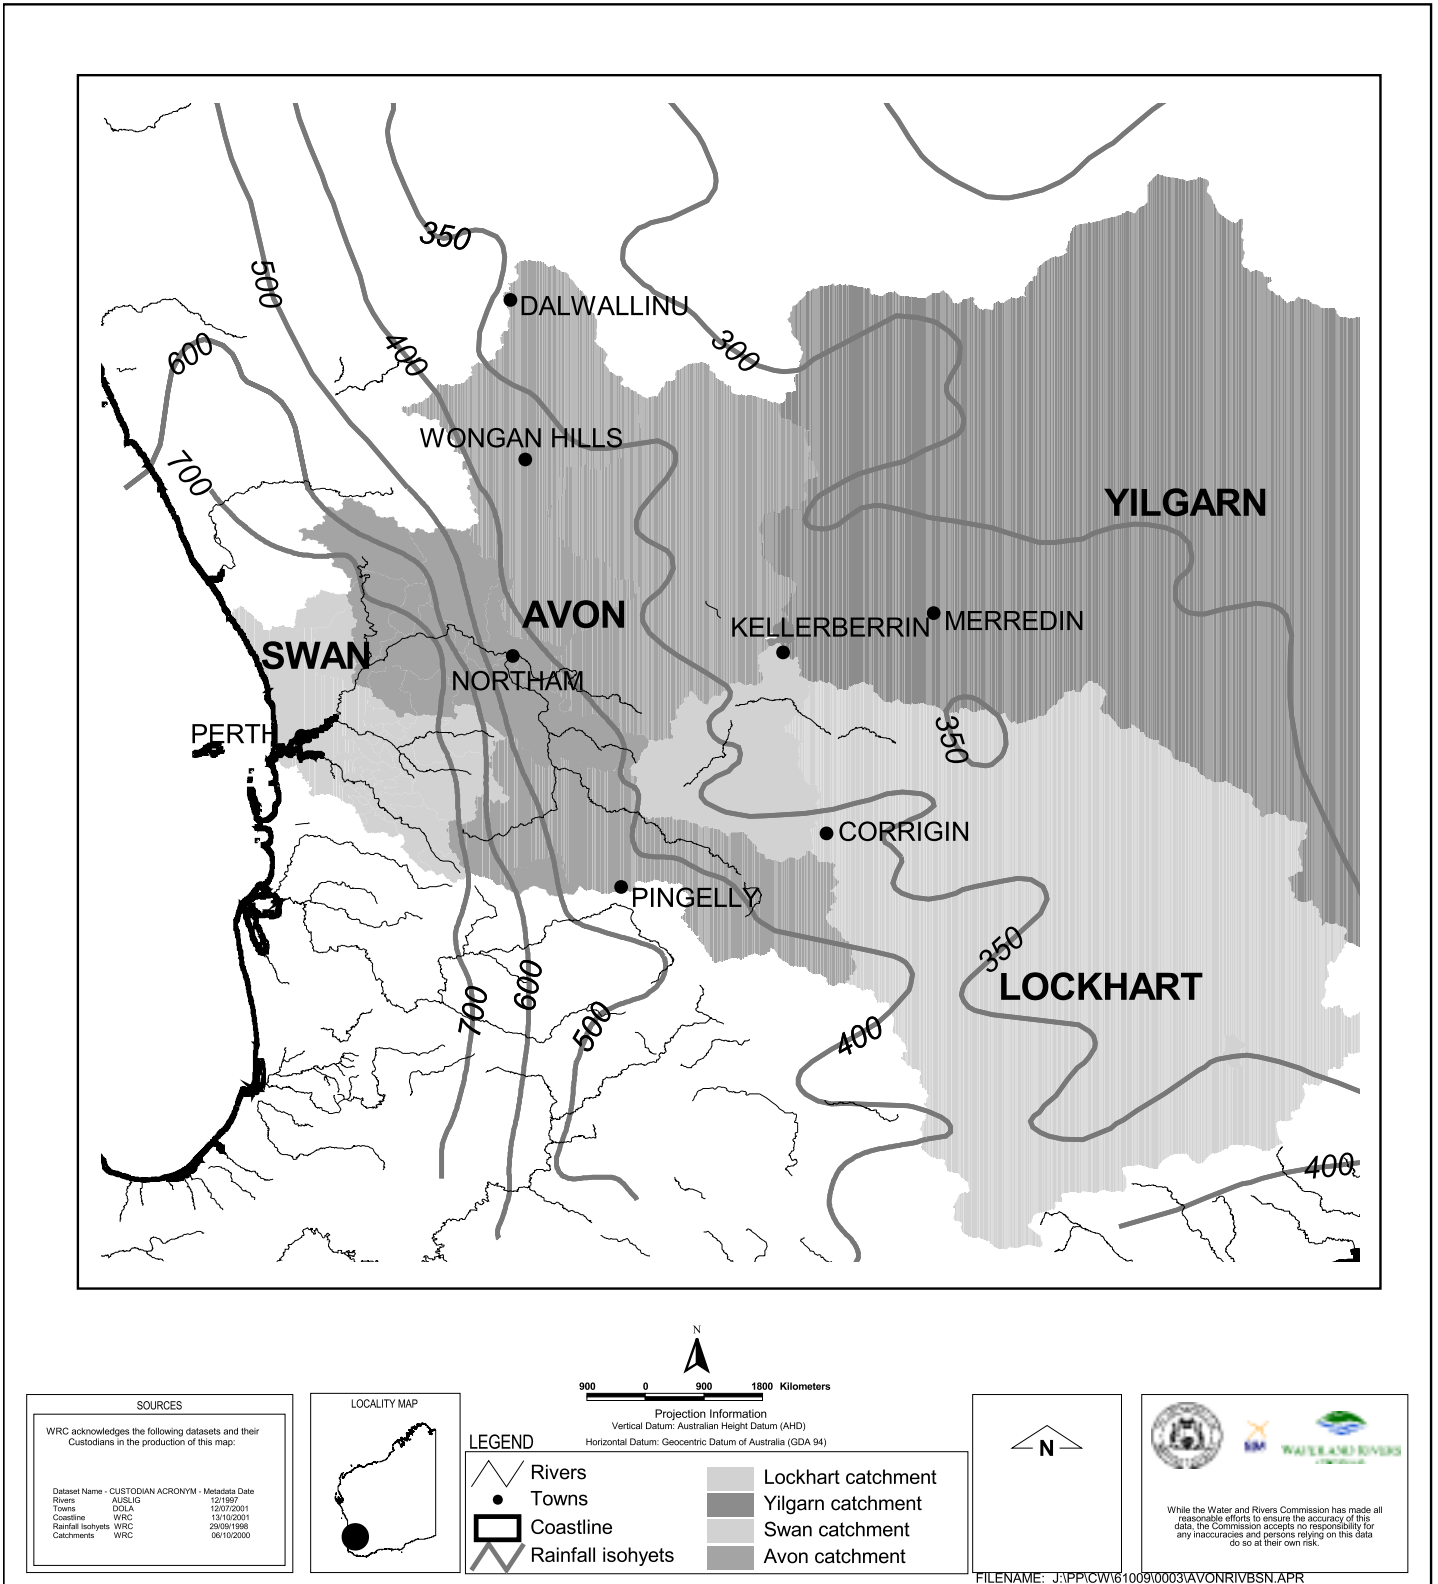 350
500
DALWALLINU
600
400
300
WONGAN HILLS
700
YILGARN
AVON
KELLERBERRIN
MERREDIN
SWAN
NORTHAM
PERTH
350
CORRIGIN
PINGELLY
350
LOCKHART
700
600
500
400
400
N
900 0 900 1800 Kilometers
Projection Information
Vertical Datum: Australian Height Datum (AHD)
Horizontal Datum: Geocentric Datum of Australia (GDA 94)
SOURCES
WRC acknowledges the following datasets and their
Custodians in the production of this map:
Dataset Name - CUSTODIAN ACRONYM - Metadata Date
Rivers AUSLIG 12/1997
Towns DOLA 12/07/2001
Coastline WRC 13/10/2001
Rainfall Isohyets WRC 29/09/1998
Catchments WRC 06/10/2000
LOCALITY MAP
LEGEND
Rivers
Towns
Coastline
Rainfall isohyets
Lockhart catchment
Yilgarn catchment
Swan catchment
Avon catchment
N
WATER AND RIVERS
While the Water and Rivers Commission has made all
reasonable efforts to ensure the accuracy of this
data, the Commission accepts no responsibility for
any inaccuracies and persons relying on this data
do so at their own risk.
FILENAME: J:\PP\CW\61009\0003\AVONRIVBSN.APR